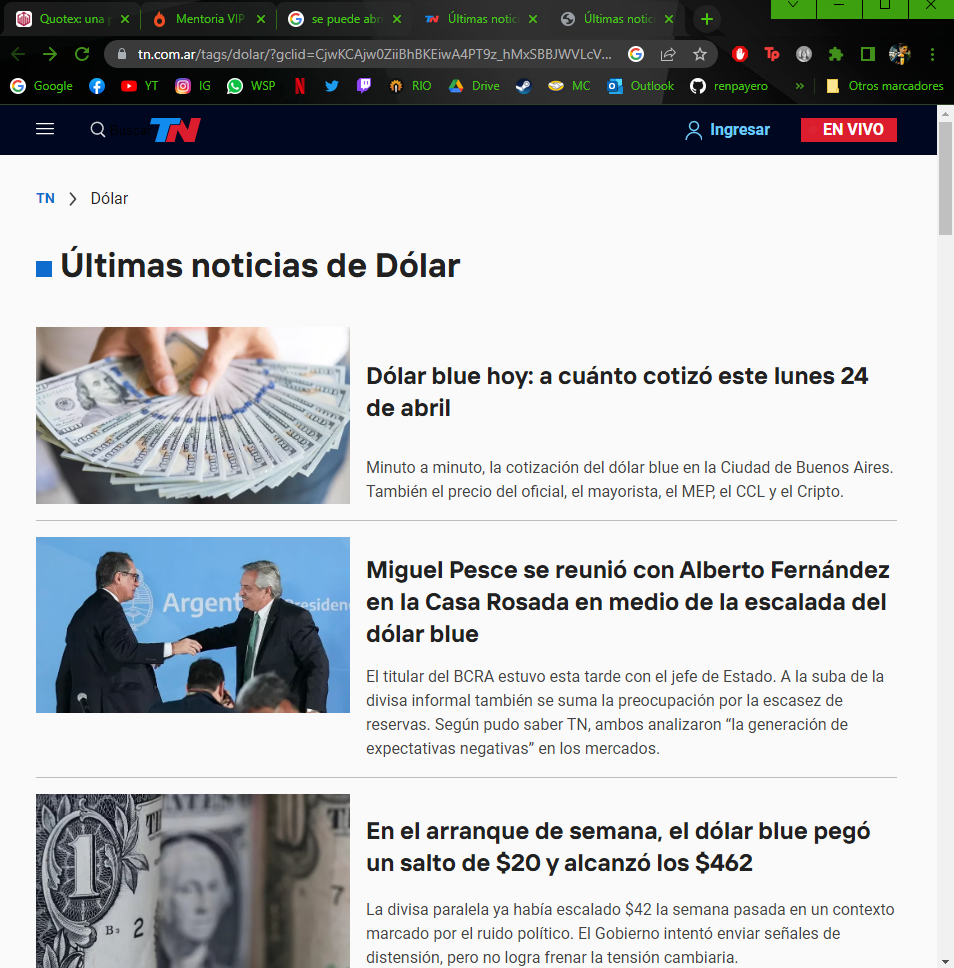 Quotex: una p
Mentoria VIP
se puede abr
Últimas notic
Últimas notic
tn.com.ar/tags/dolar/?gclid=CjwKCAjw0ZiiBhBKEiwA4PT9z_hMxSBBJWVLcV...
Google
YT
IG
WSP
RIO
Drive
MC
Outlook
renpayero
»
Otros marcadores
Buscar
TN
Ingresar
EN VIVO
TN > Dólar
Últimas noticias de Dólar
Dólar blue hoy: a cuánto cotizó este lunes 24
de abril
Minuto a minuto, la cotización del dólar blue en la Ciudad de Buenos Aires.
También el precio del oficial, el mayorista, el MEP, el CCL y el Cripto.
Argent
Presiden
Miguel Pesce se reunió con Alberto Fernández
en la Casa Rosada en medio de la escalada del
dólar blue
El titular del BCRA estuvo esta tarde con el jefe de Estado. A la suba de la
divisa informal también se suma la preocupación por la escasez de
reservas. Según pudo saber TN, ambos analizaron “la generación de
expectativas negativas” en los mercados.
En el arranque de semana, el dólar blue pegó
un salto de $20 y alcanzó los $462
La divisa paralela ya había escalado $42 la semana pasada en un contexto
marcado por el ruido político. El Gobierno intentó enviar señales de
distensión, pero no logra frenar la tensión cambiaria.